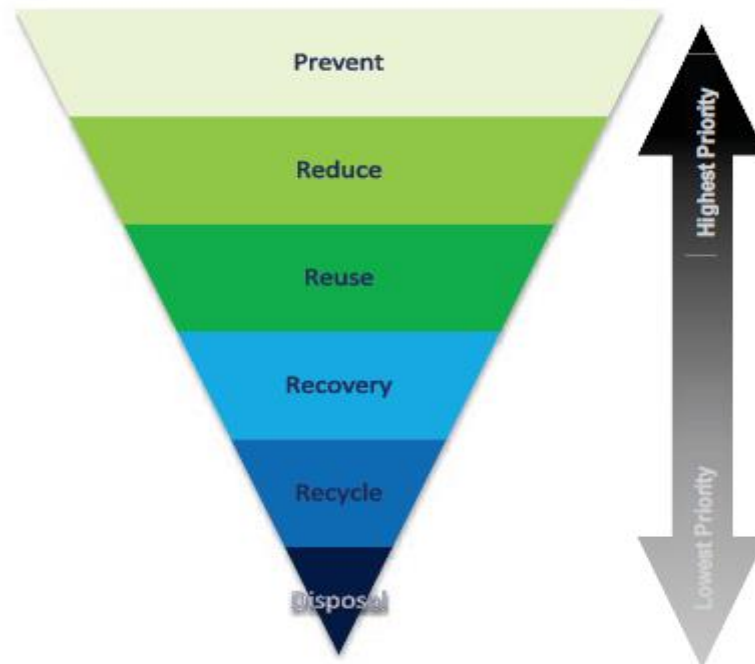 Prevent
Reduce
Reuse
Recovery
Recycle
Disposal
Highest Priority
Lowest Priority